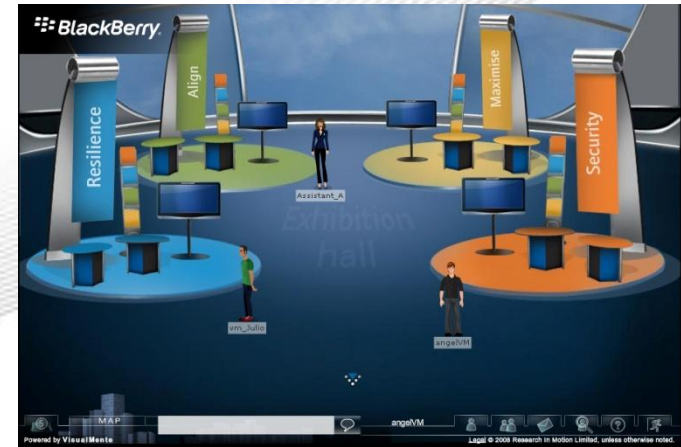 BlackBerry.
Align
Maximise
Resilience
Security
Assistant_A
Exhibition
hall
vm_Julio
angelVM
MAP
angelVM
Powered by VisualMente
Legal © 2008 Research In Motion Limited, unless otherwise noted.